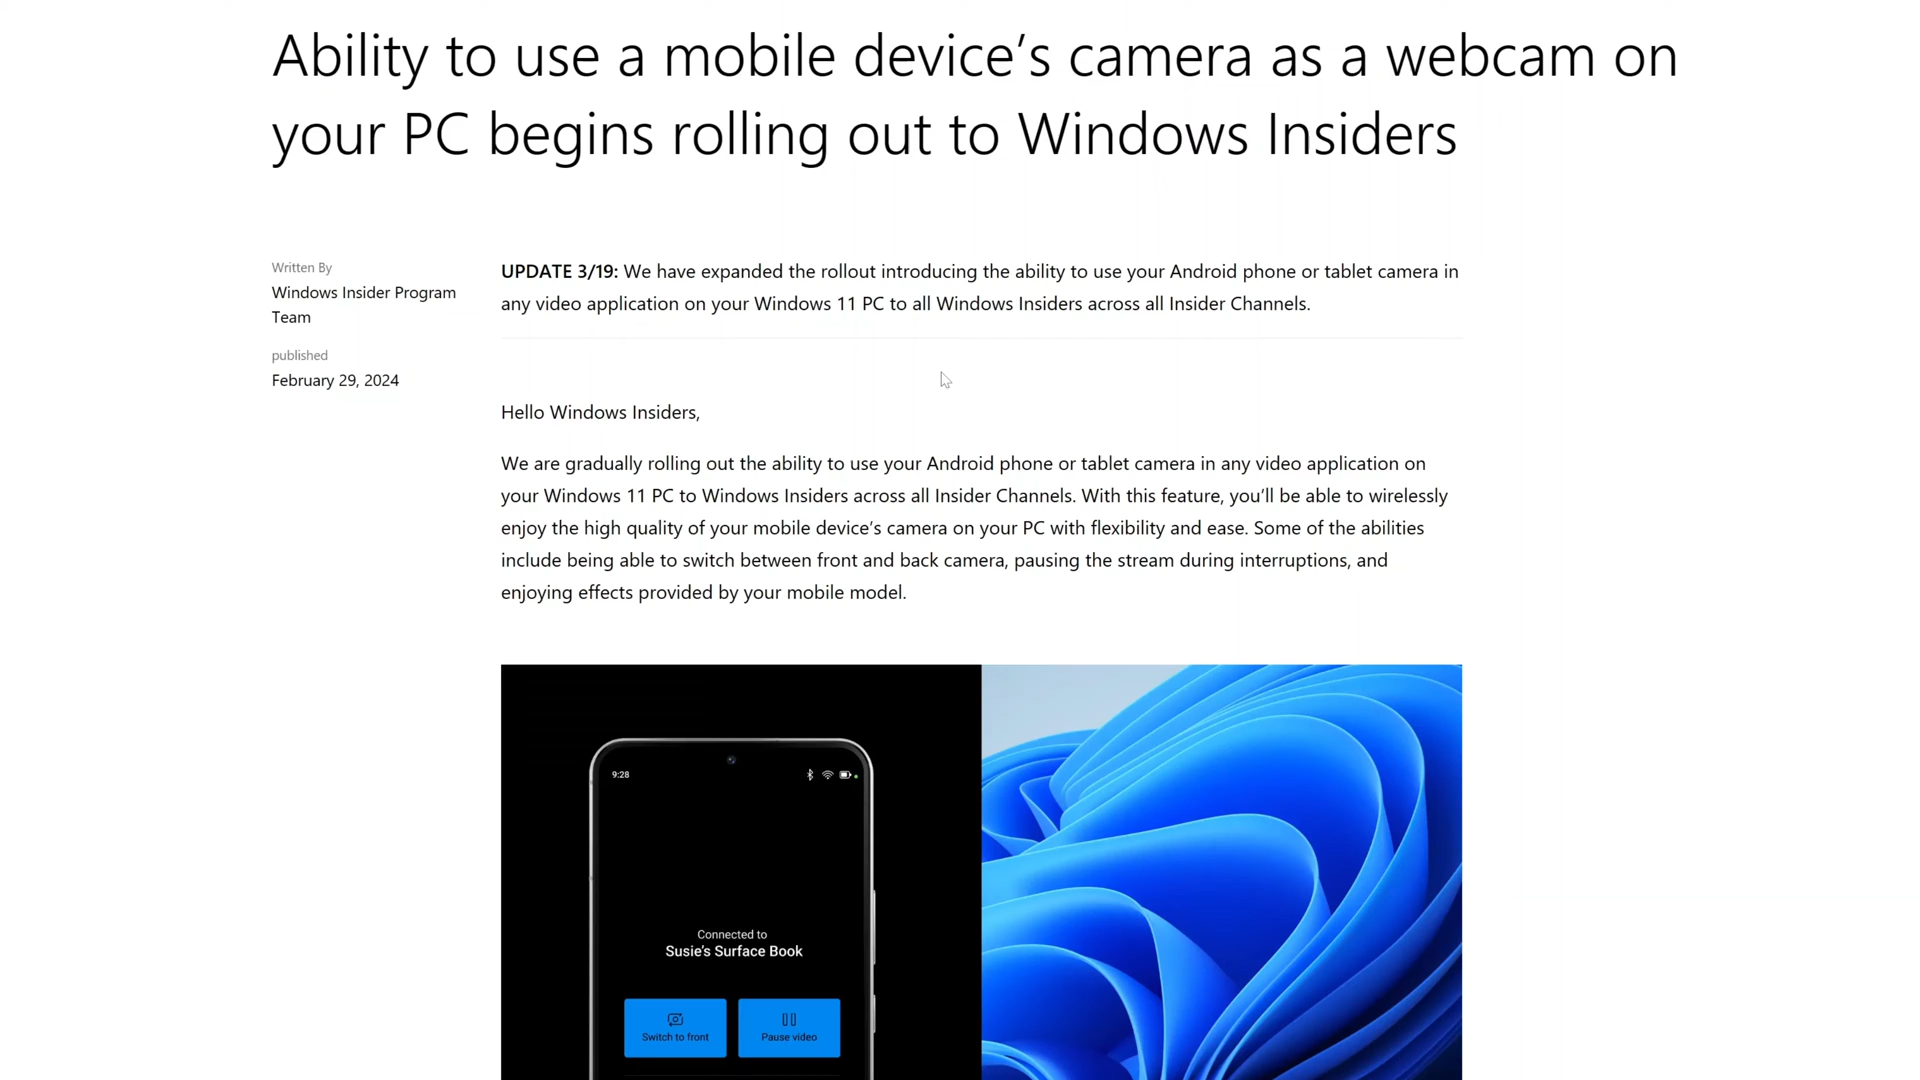 Ability to use a mobile device’s camera as a webcam on
your PC begins rolling out to Windows Insiders
Written By
Windows Insider Program
Team
published
February 29, 2024
UPDATE 3/19: We have expanded the rollout introducing the ability to use your Android phone or tablet camera in
any video application on your Windows 11 PC to all Windows Insiders across all Insider Channels.
Hello Windows Insiders,
We are gradually rolling out the ability to use your Android phone or tablet camera in any video application on
your Windows 11 PC to Windows Insiders across all Insider Channels. With this feature, you’ll be able to wirelessly
enjoy the high quality of your mobile device’s camera on your PC with flexibility and ease. Some of the abilities
include being able to switch between front and back camera, pausing the stream during interruptions, and
enjoying effects provided by your mobile model.
9:28
Connected to
Susie’s Surface Book
Switch to front
Pause video